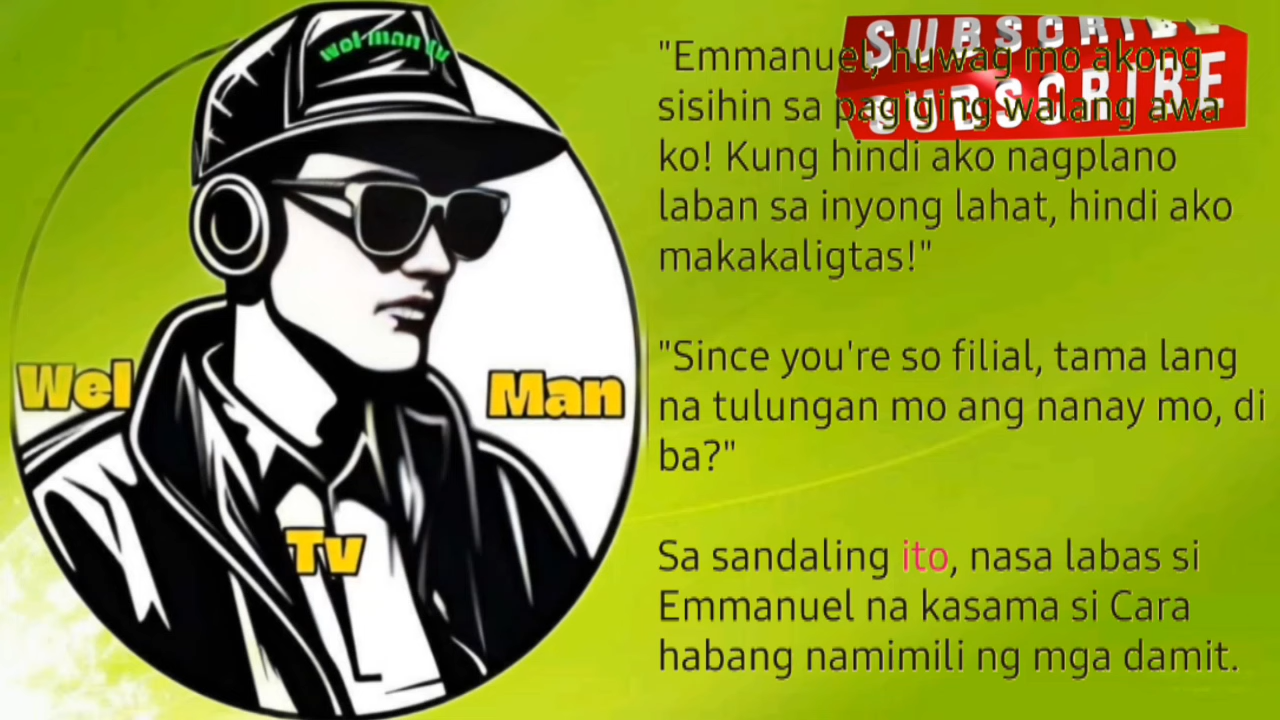 wel man tv
Wel
Man
Tv
SUBSCRIBE
SUBSCRIBE
"Emmanuel, huwag mo akong
sisihin sa pagiging walang awa
ko! Kung hindi ako nagplano
laban sa inyong lahat, hindi ako
makakaligtas!"
"Since you're so filial, tama lang
na tulungan mo ang nanay mo, di
ba?"
Sa sandaling ito, nasa labas si
Emmanuel na kasama si Cara
habang namimili ng mga damit.